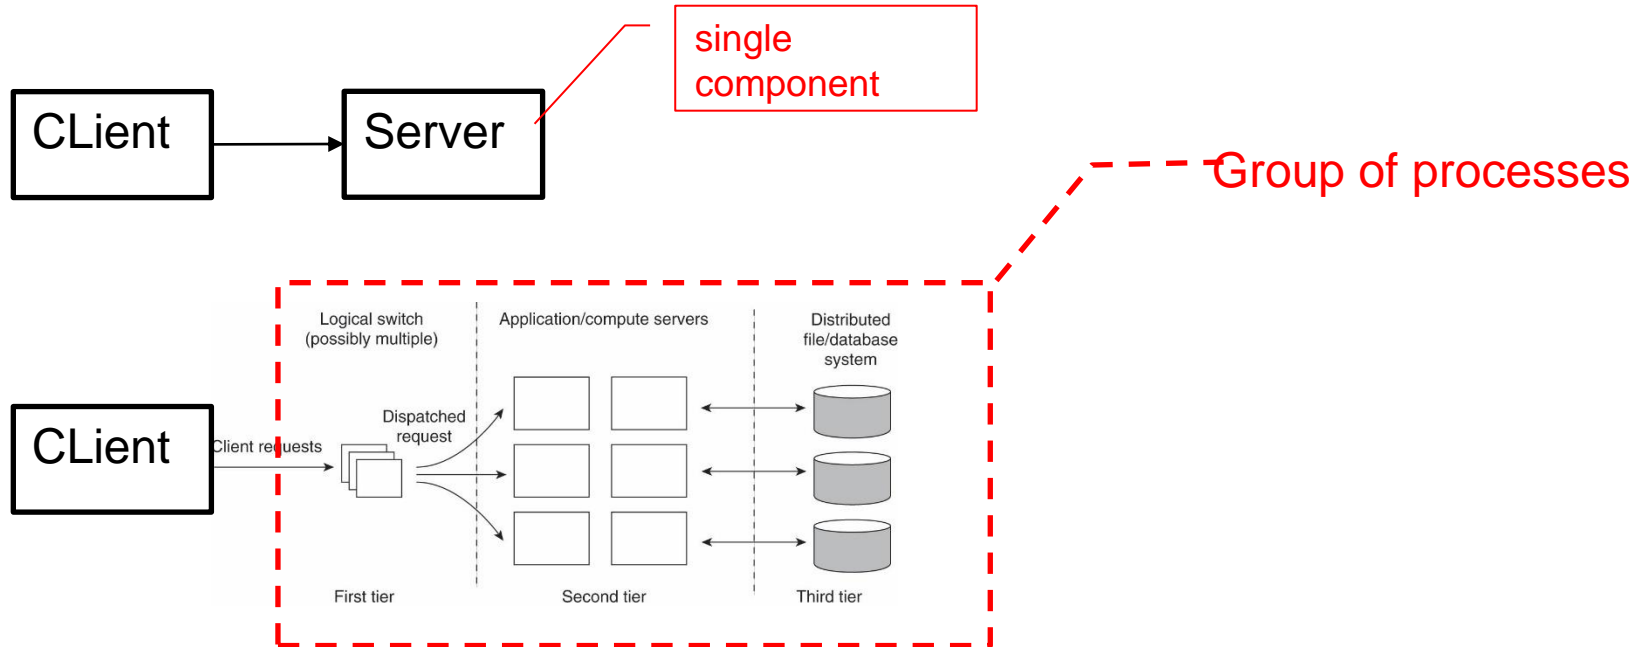 single
component
CLient
Server
Group of processes
Logical switch
(possibly multiple)
Application/compute servers
Distributed
file/database
system
Dispatched
request
CLient
Client requests
First tier
Second tier
Third tier